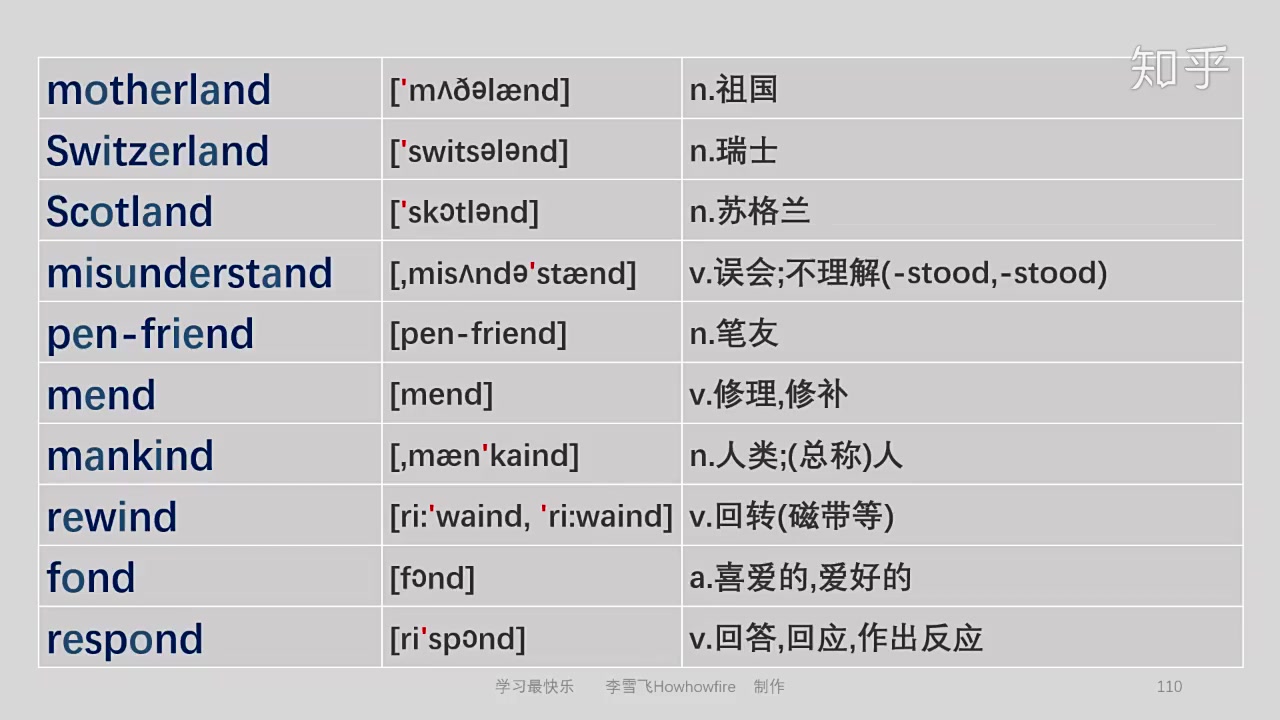 知乎
motherland ['mʌðəlænd] n.祖国
Switzerland ['switsələnd] n.瑞士
Scotland ['skɔtlənd] n.苏格兰
misunderstand [,misʌndə'stænd] v.误会;不理解(-stood,-stood)
pen-friend [pen-friend] n.笔友
mend [mend] v.修理,修补
mankind [,mæn'kaind] n.人类;(总称)人
rewind [ri:'waind, 'ri:waind] v.回转(磁带等)
fond [fɔnd] a.喜爱的,爱好的
respond [ri'spɔnd] v.回答,回应,作出反应
学习最快乐 李雪飞Howhowfire 制作 110